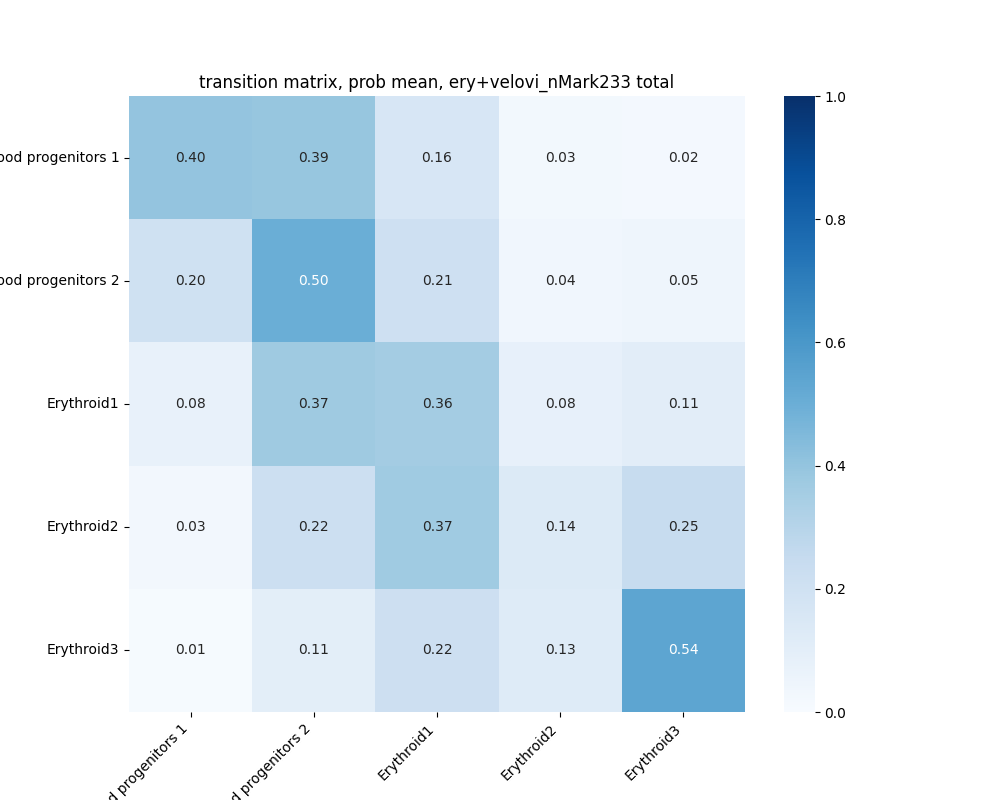 transition matrix, prob mean, ery+velovi_nMark233 total
ood progenitors 1 0.40 0.39 0.16 0.03 0.02
ood progenitors 2 0.20 0.50 0.21 0.04 0.05
Erythroid1 0.08 0.37 0.36 0.08 0.11
Erythroid2 0.03 0.22 0.37 0.14 0.25
Erythroid3 0.01 0.11 0.22 0.13 0.54
d progenitors 1
d progenitors 2
Erythroid1
Erythroid2
Erythroid3
1.0
0.8
0.6
0.4
0.2
0.0